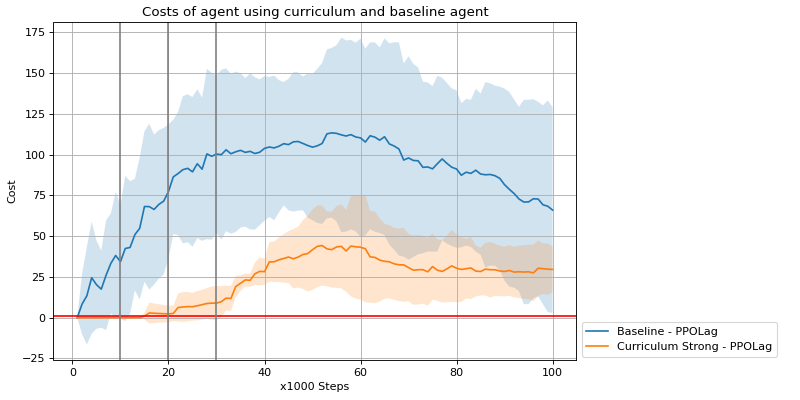 Costs of agent using curriculum and baseline agent
175
150
125
100
75
50
25
0
−25
Cost
0 20 40 60 80 100
x1000 Steps
Baseline - PPOLag
Curriculum Strong - PPOLag